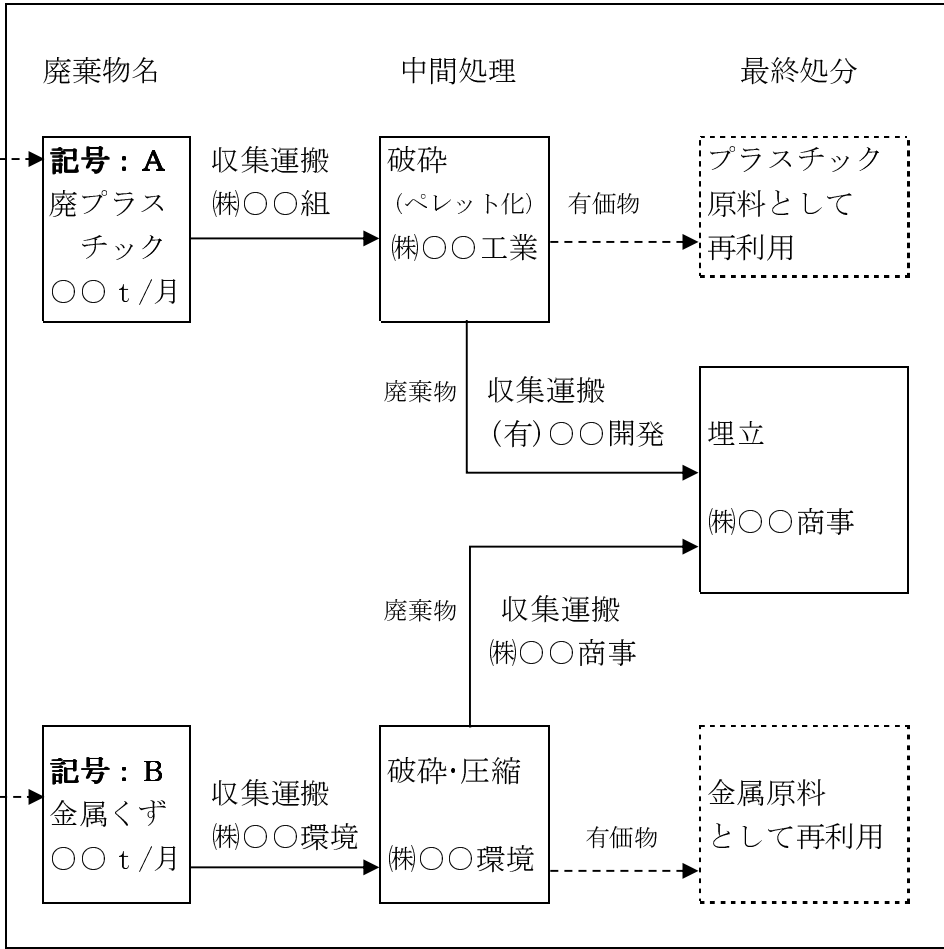 廃棄物名
中間処理
最終処分
記号：A
廃プラス
チック
○○ｔ/月
収集運搬
㈱○○組
破砕
(ペレット化)
㈱○○工業
有価物
プラスチック
原料として
再利用
廃棄物
収集運搬
(有)○○開発
埋立
㈱○○商事
廃棄物
収集運搬
㈱○○商事
記号：B
金属くず
○○ｔ/月
収集運搬
㈱○○環境
破砕・圧縮
㈱○○環境
有価物
金属原料
として再利用